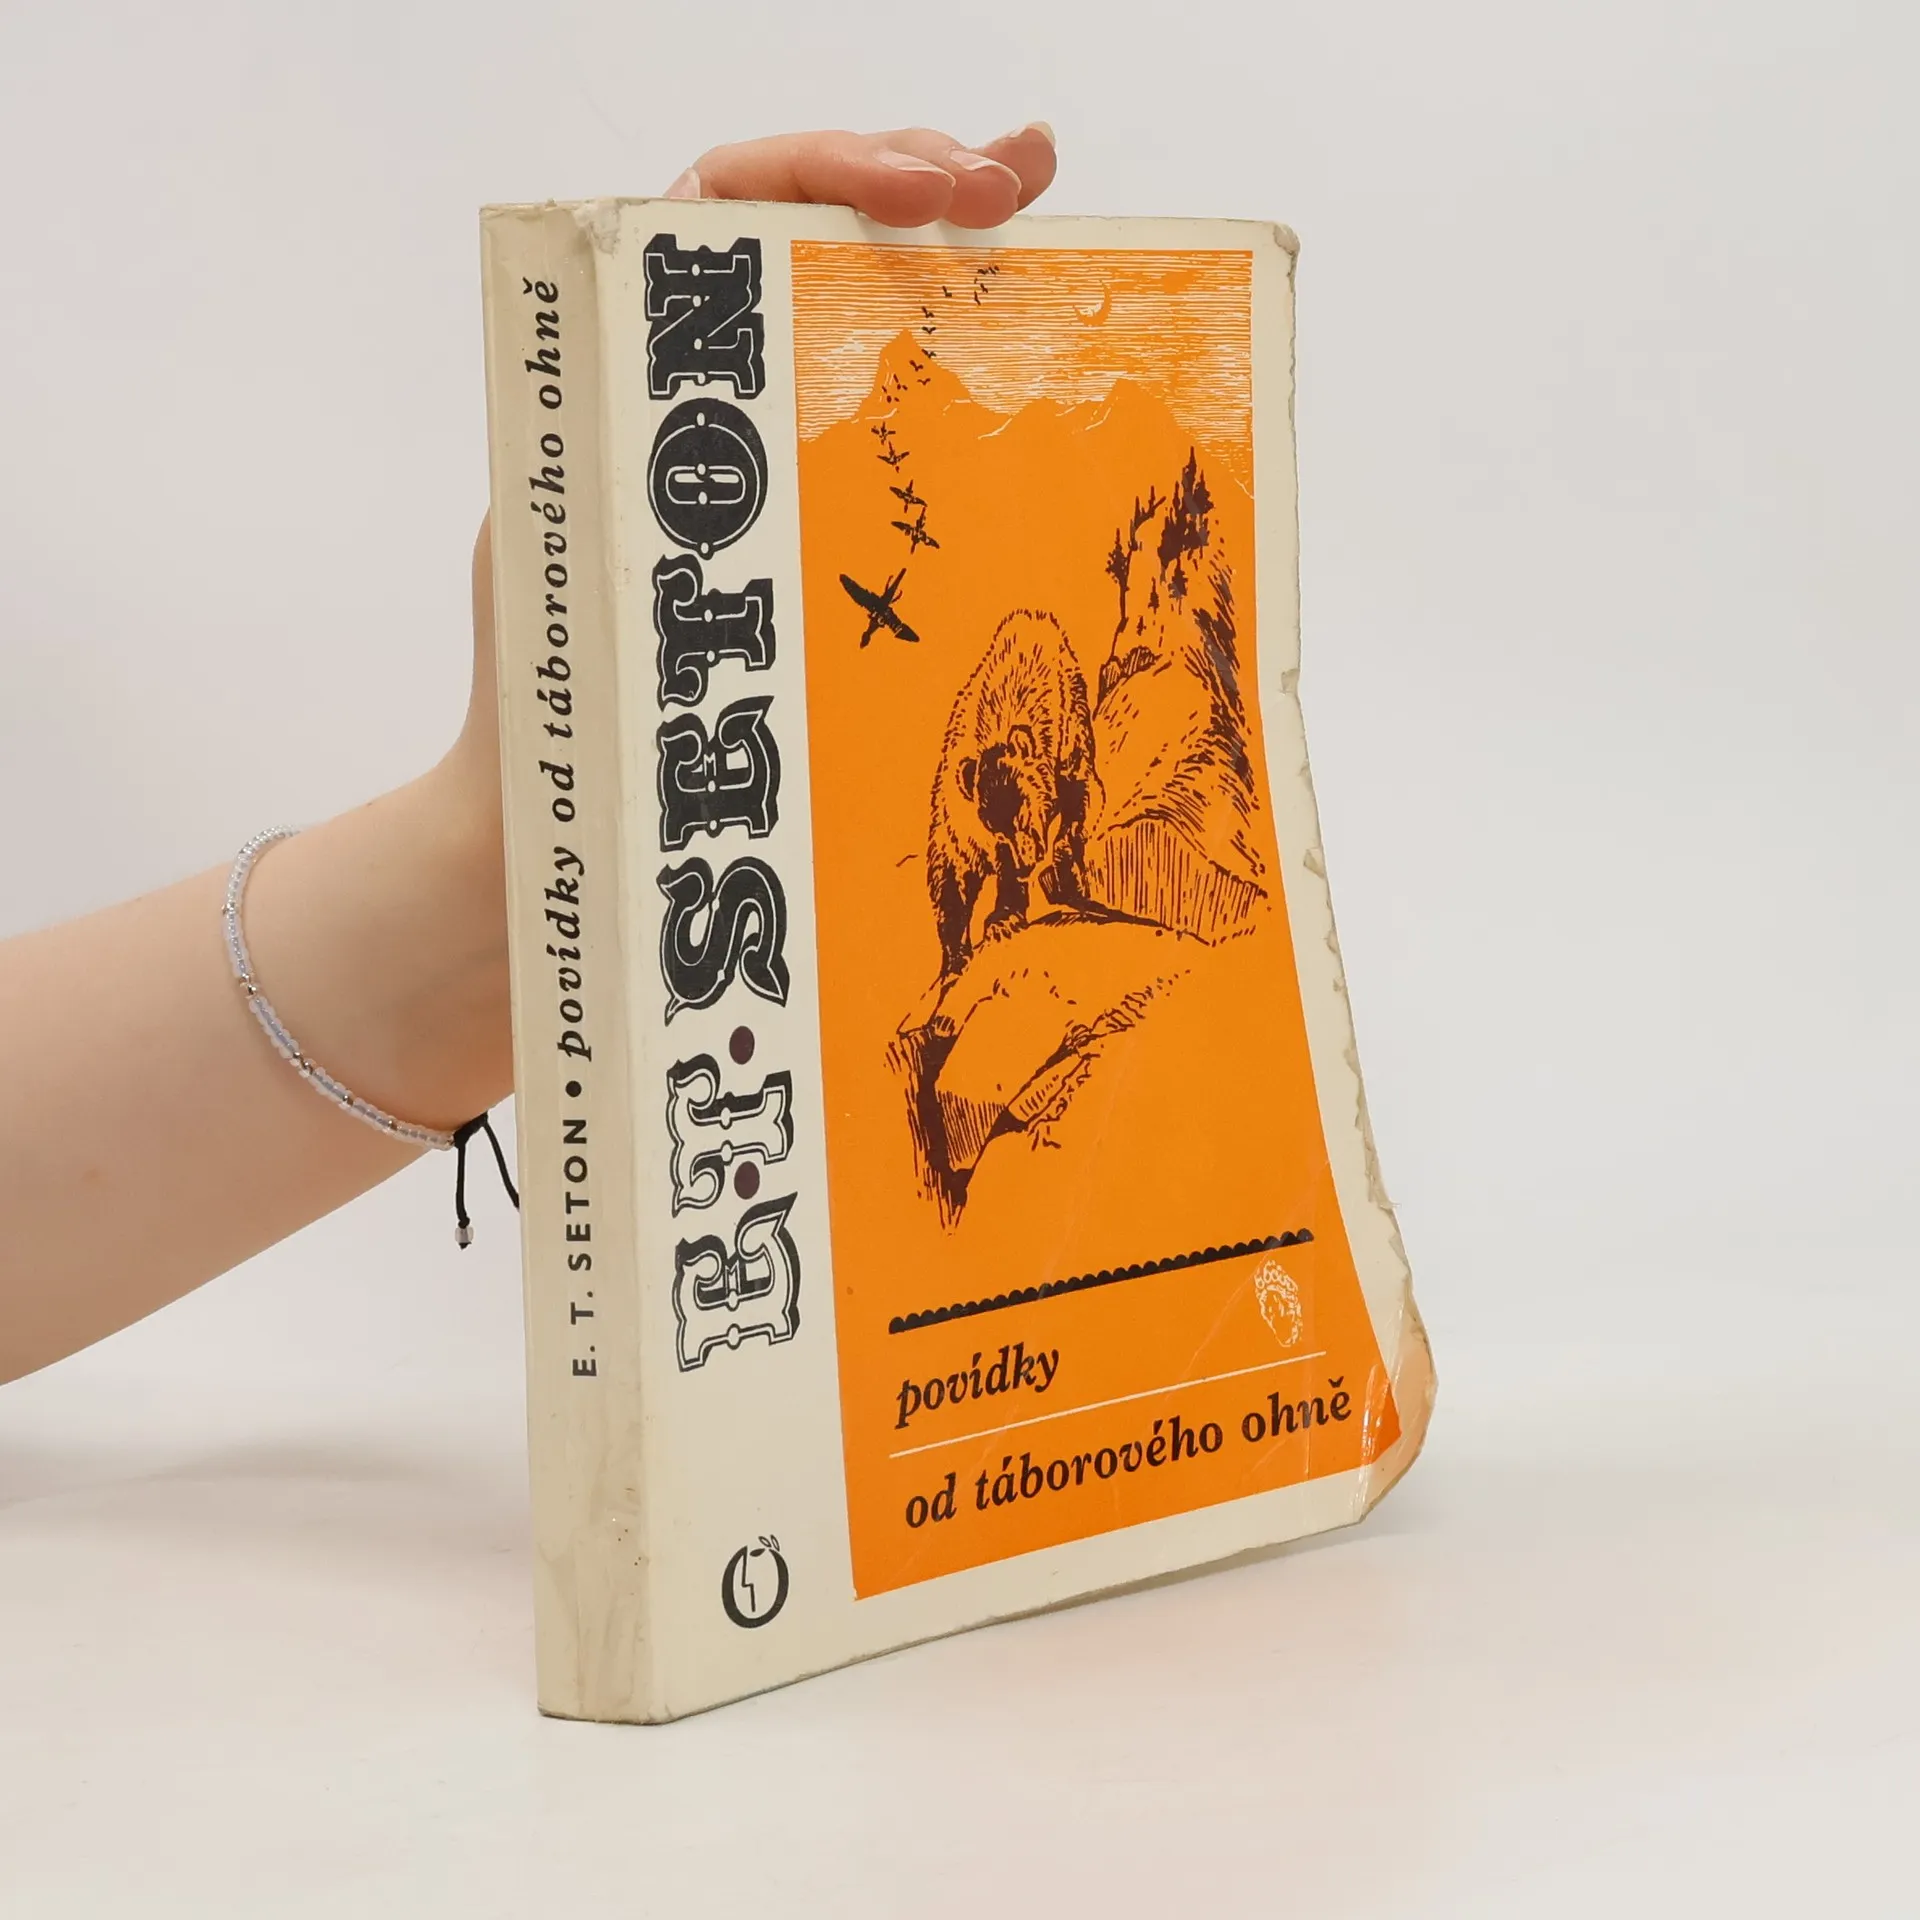 E. T. SETON • povídky od táborového ohně
E.T. SETON
povídky
od táborového ohně